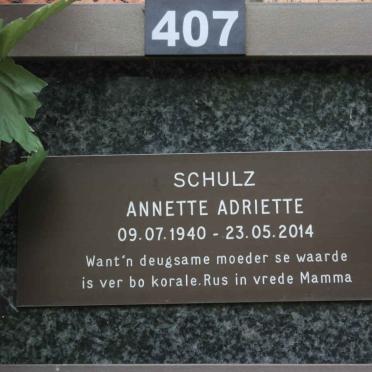 407
SCHULZ
ANNETTE ADRIETTE
09.07.1940 - 23.05.2014
Want'n deugsame moeder se waarde
is ver bo korale. Rus in vrede Mamma